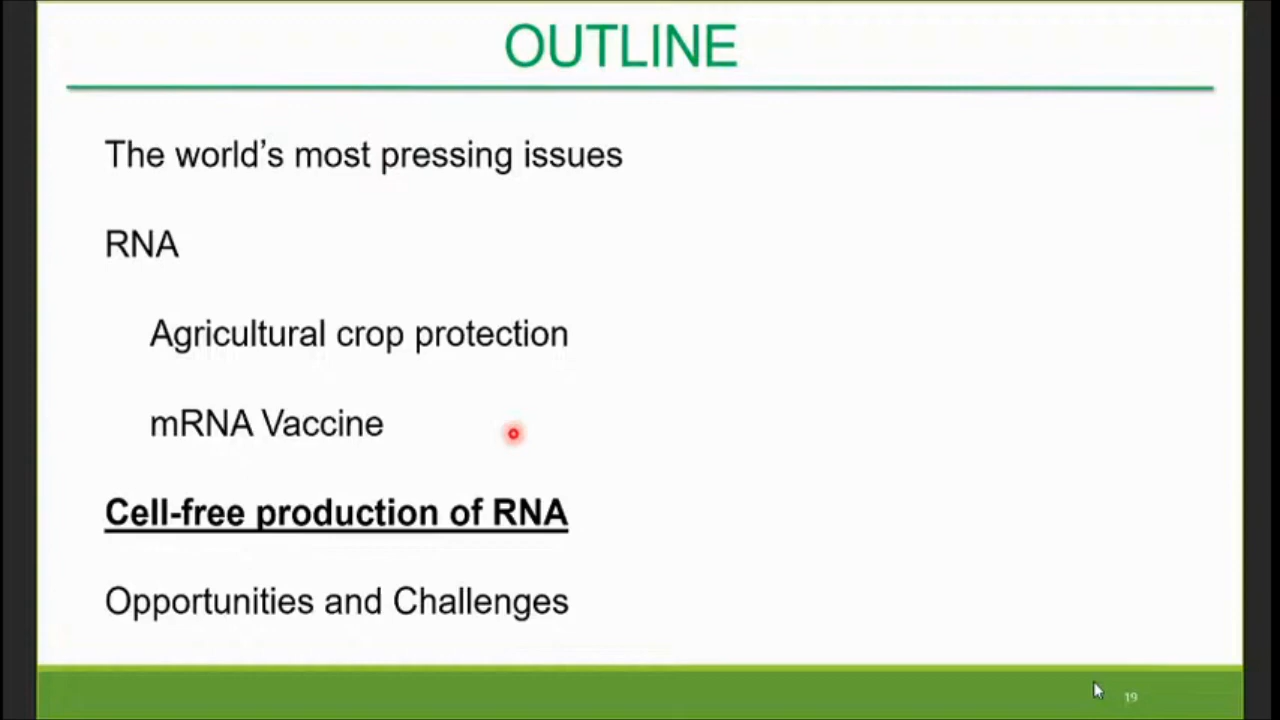 OUTLINE
The world’s most pressing issues
RNA
Agricultural crop protection
mRNA Vaccine
Cell-free production of RNA
Opportunities and Challenges
19